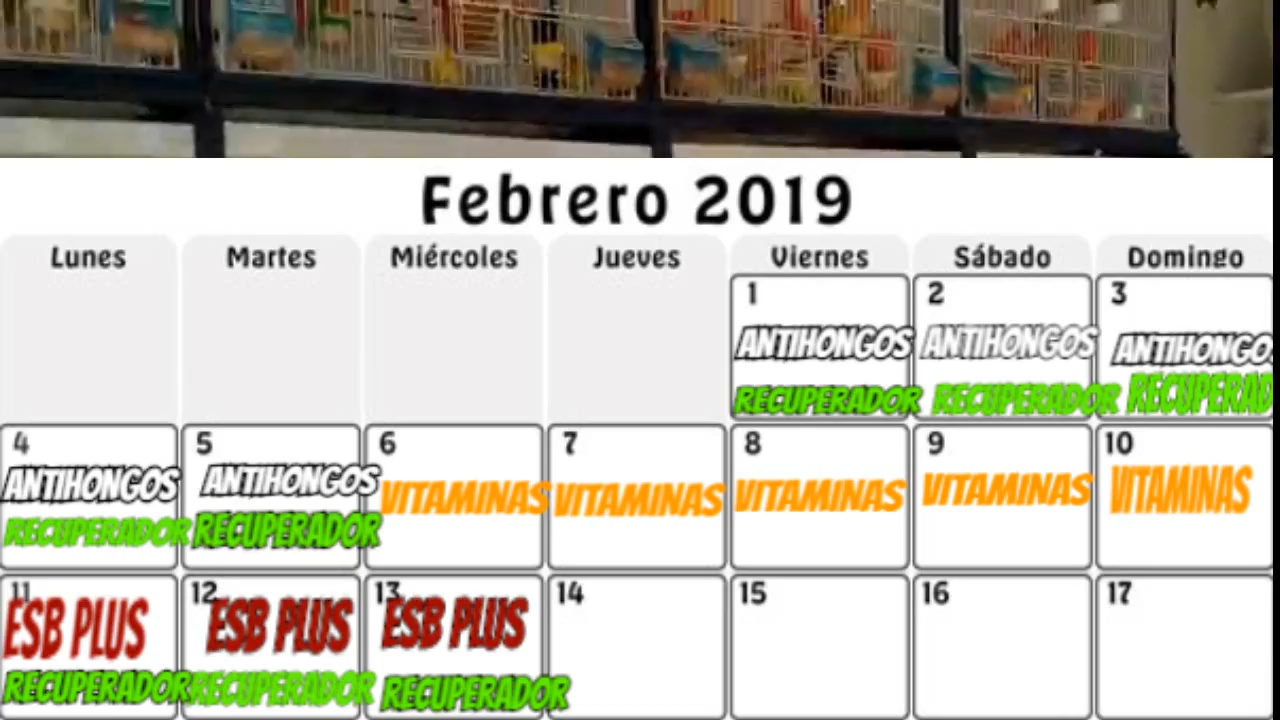 Febrero 2019
Lunes Martes Miércoles Jueves Viernes Sábado Domingo
1 2 3
ANTIHONGOS ANTIHONGOS ANTIHONGO
RECUPERADOR RECUPERADOR RECUPERAD
4 5 6 7 8 9 10
ANTIHONGOS ANTIHONGOS VITAMINAS VITAMINAS VITAMINAS VITAMINAS VITAMINAS
RECUPERADOR RECUPERADOR
11 12 13 14 15 16 17
ESB PLUS ESB PLUS ESB PLUS
RECUPERADOR RECUPERADOR RECUPERADOR